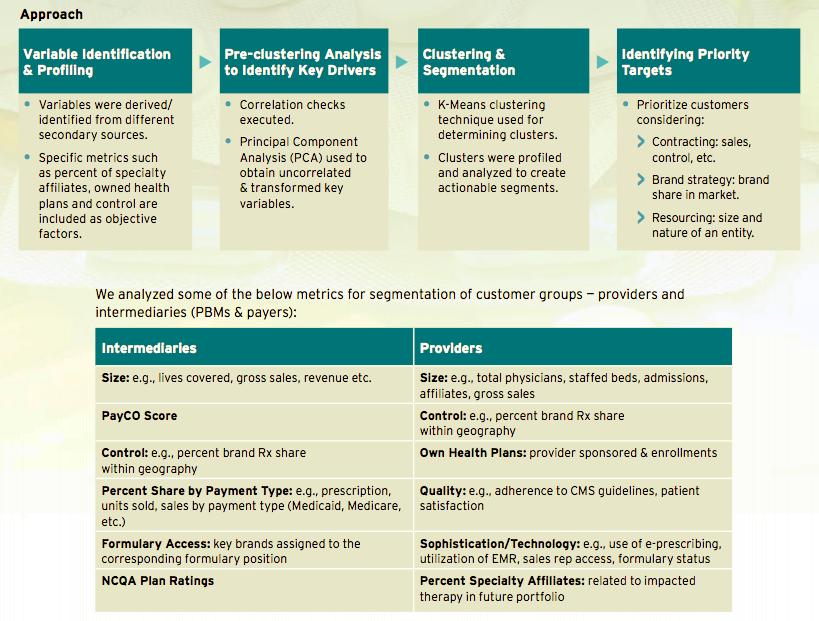 Approach
Variable Identification
& Profiling
Variables were derived/
identified from different
secondary sources.
Specific metrics such
as percent of specialty
affiliates, owned health
plans and control are
included as objective
factors.
Pre-clustering Analysis
to Identify Key Drivers
Correlation checks
executed.
Principal Component
Analysis (PCA) used to
obtain uncorrelated
& transformed key
variables.
Clustering &
Segmentation
K-Means clustering
technique used for
determining clusters.
Clusters were profiled
and analyzed to create
actionable segments.
Identifying Priority
Targets
Prioritize customers
considering:
Contracting: sales,
control, etc.
Brand strategy: brand
share in market.
Resourcing: size and
nature of an entity.
We analyzed some of the below metrics for segmentation of customer groups — providers and
intermediaries (PBMs & payers):
Intermediaries
Providers
Size: e.g., lives covered, gross sales, revenue etc.
Size: e.g., total physicians, staffed beds, admissions,
affiliates, gross sales
PayCO Score
Control: e.g., percent brand Rx share
within geography
Control: e.g., percent brand Rx share
within geography
Own Health Plans: provider sponsored & enrollments
Percent Share by Payment Type: e.g., prescription,
units sold, sales by payment type (Medicaid, Medicare,
etc.)
Quality: e.g., adherence to CMS guidelines, patient
satisfaction
Formulary Access: key brands assigned to the
corresponding formulary position
Sophistication/Technology: e.g., use of e-prescribing,
utilization of EMR, sales rep access, formulary status
NCQA Plan Ratings
Percent Specialty Affiliates: related to impacted
therapy in future portfolio